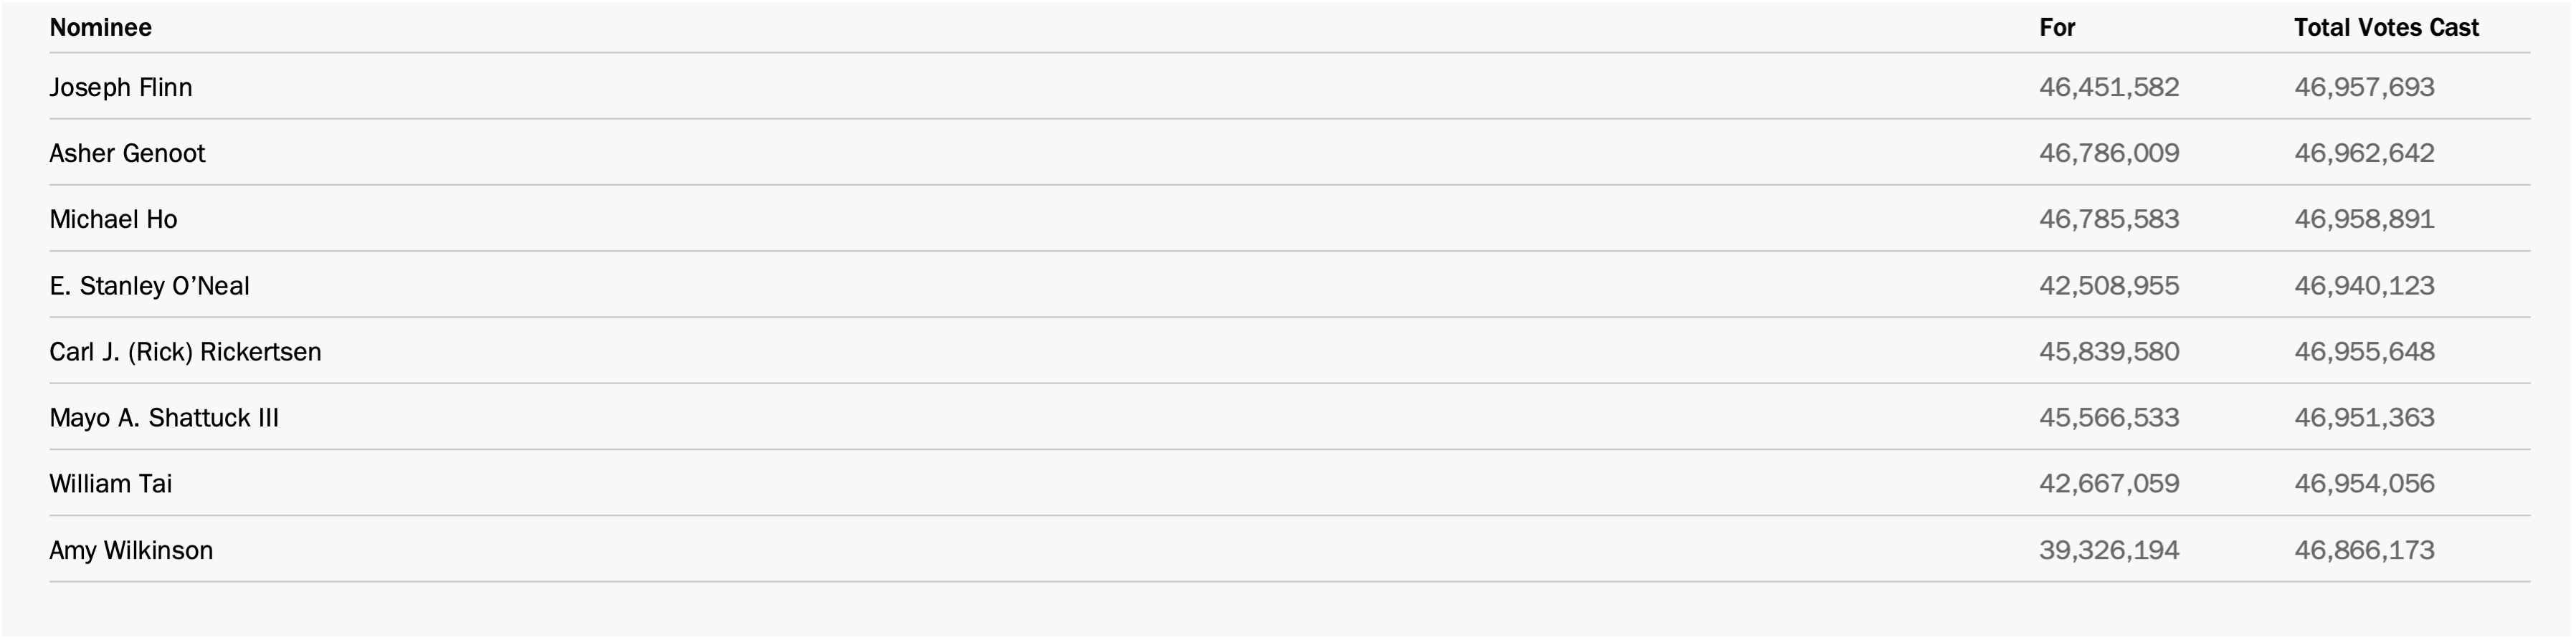 Nominee For Total Votes Cast
Joseph Flinn 46,451,582 46,957,693
Asher Genoot 46,786,009 46,962,642
Michael Ho 46,785,583 46,958,891
E. Stanley O’Neal 42,508,955 46,940,123
Carl J. (Rick) Rickertsen 45,839,580 46,955,648
Mayo A. Shattuck III 45,566,533 46,951,363
William Tai 42,667,059 46,954,056
Amy Wilkinson 39,326,194 46,866,173